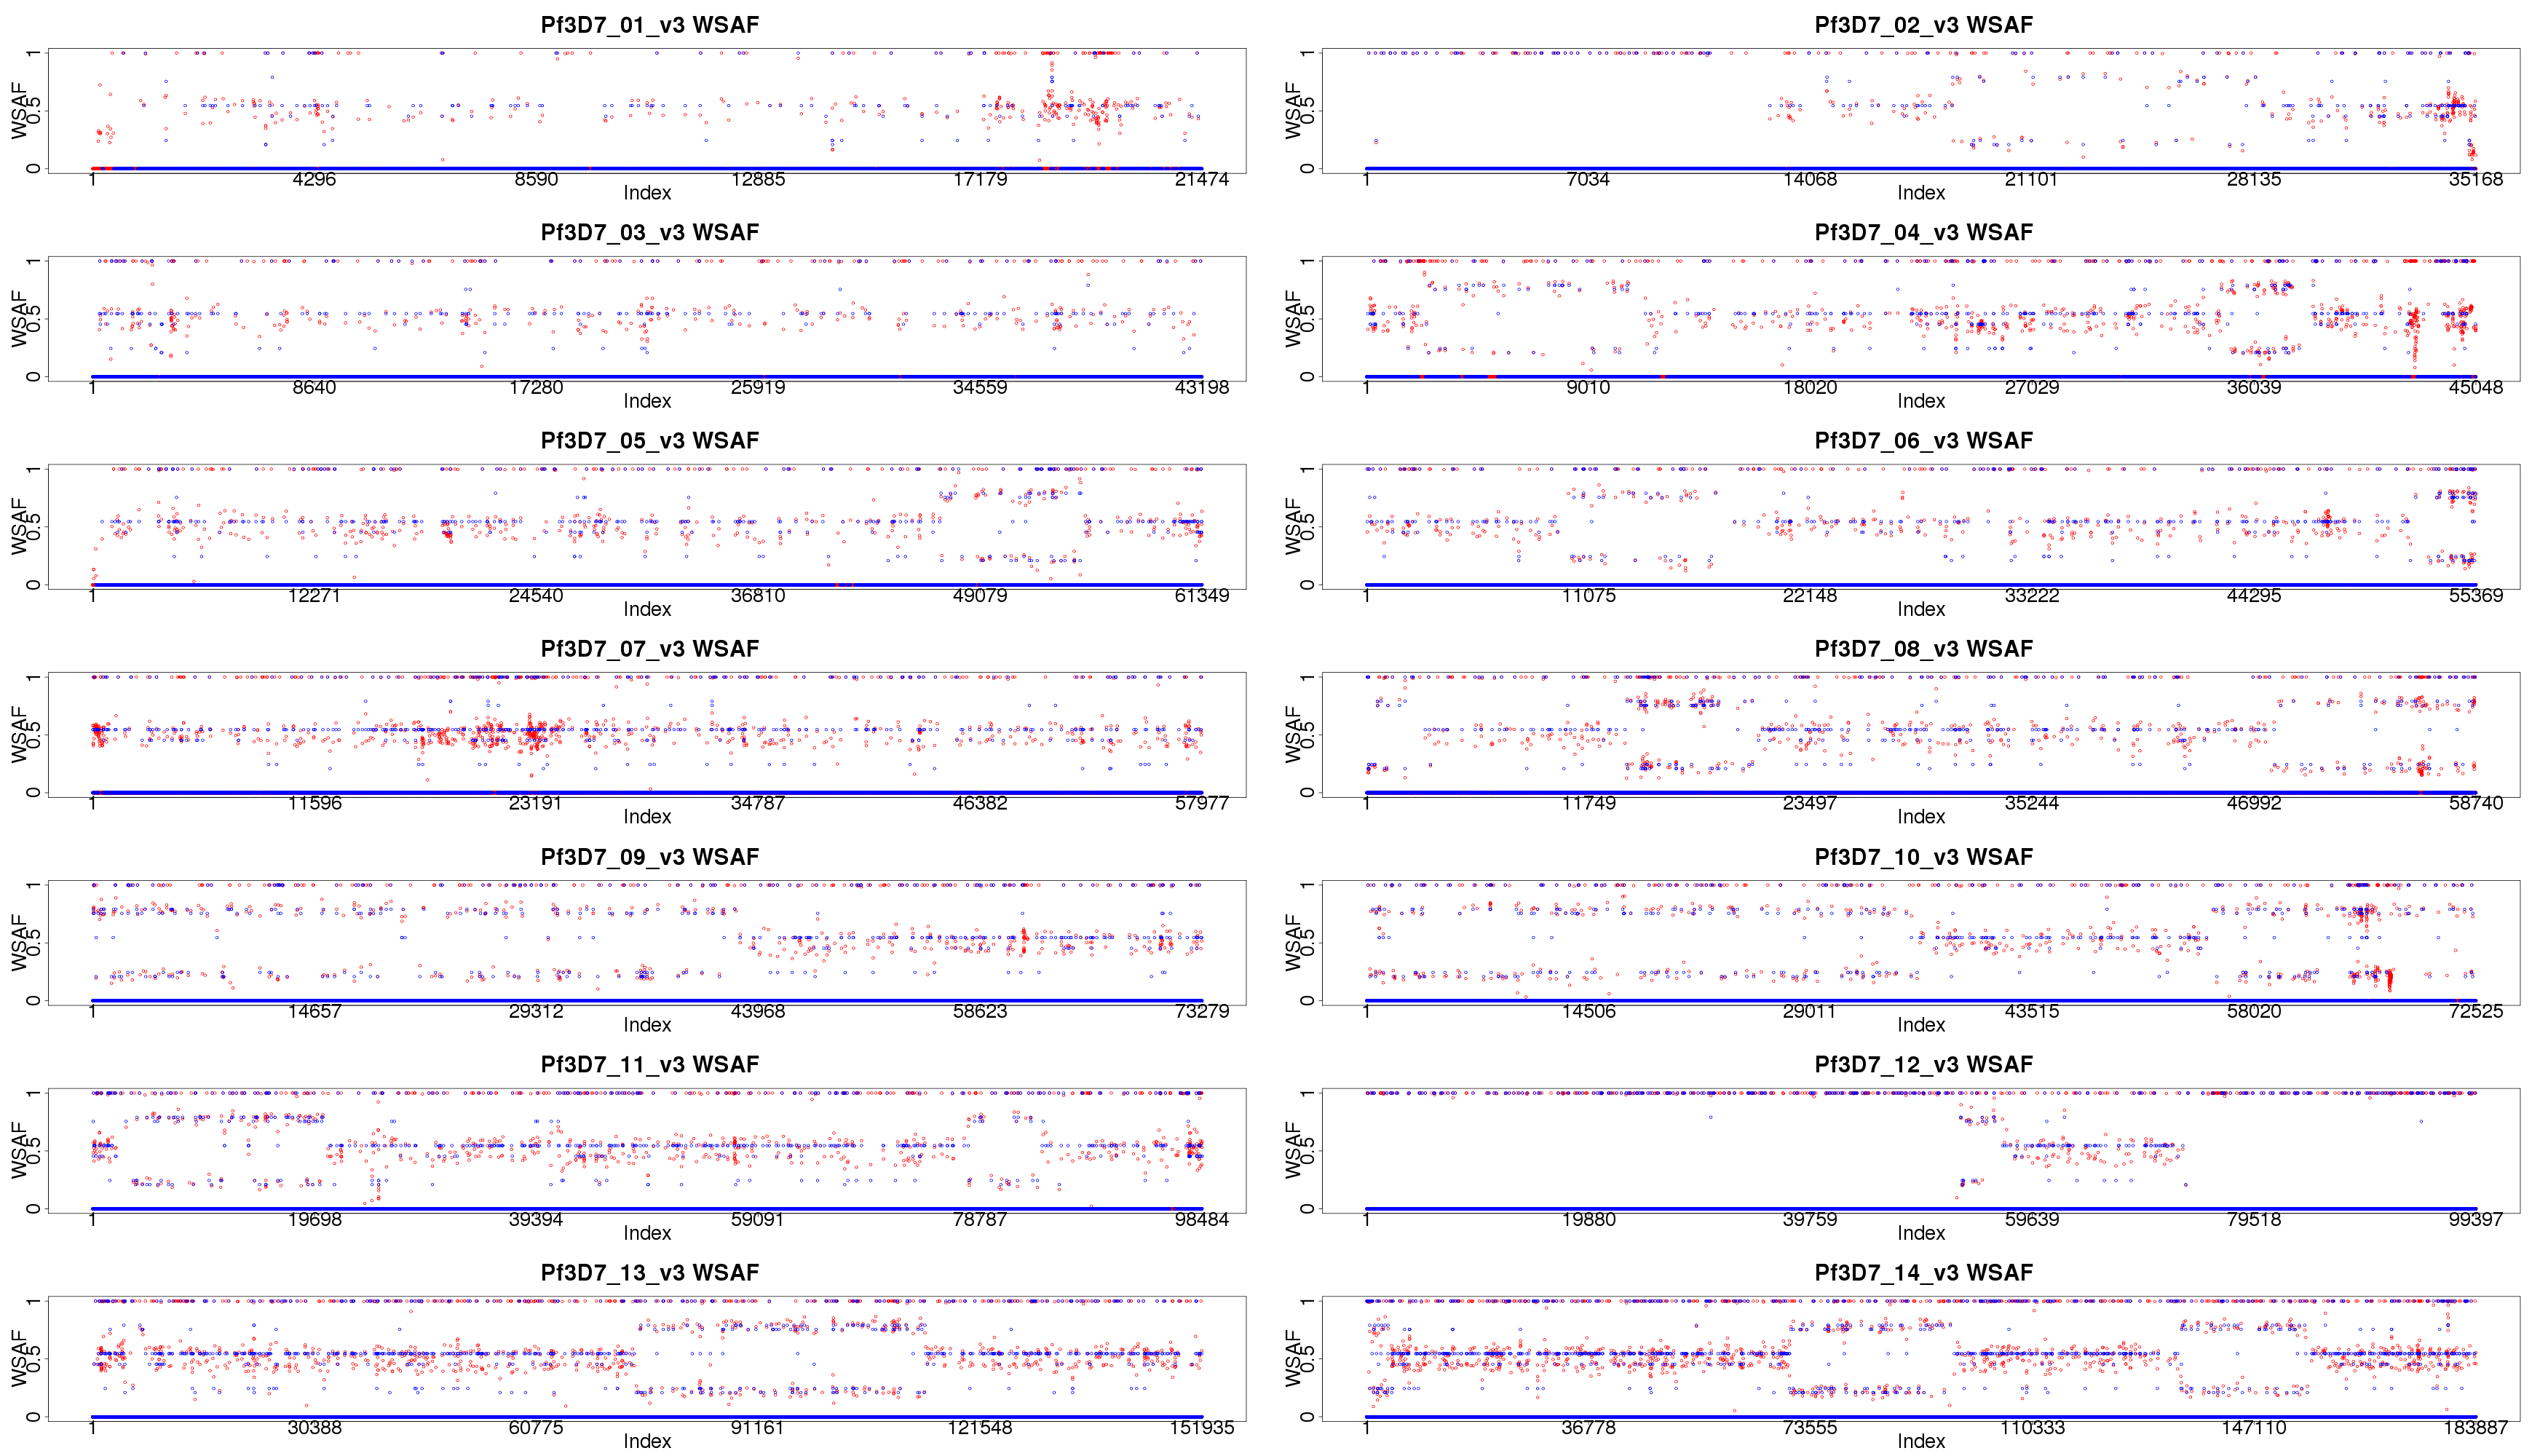 Pf3D7_01_v3 WSAF
WSAF
0 0.5 1
1 4296 8590 12885 17179 21474
Index
Pf3D7_02_v3 WSAF
WSAF
0 0.5 1
1 7034 14068 21101 28135 35168
Index
Pf3D7_03_v3 WSAF
WSAF
0 0.5 1
1 8640 17280 25919 34559 43198
Index
Pf3D7_04_v3 WSAF
WSAF
0 0.5 1
1 9010 18020 27029 36039 45048
Index
Pf3D7_05_v3 WSAF
WSAF
0 0.5 1
1 12271 24540 36810 49079 61349
Index
Pf3D7_06_v3 WSAF
WSAF
0 0.5 1
1 11075 22148 33222 44295 55369
Index
Pf3D7_07_v3 WSAF
WSAF
0 0.5 1
1 11596 23191 34787 46382 57977
Index
Pf3D7_08_v3 WSAF
WSAF
0 0.5 1
1 11749 23497 35244 46992 58740
Index
Pf3D7_09_v3 WSAF
WSAF
0 0.5 1
1 14657 29312 43968 58623 73279
Index
Pf3D7_10_v3 WSAF
WSAF
0 0.5 1
1 14506 29011 43515 58020 72525
Index
Pf3D7_11_v3 WSAF
WSAF
0 0.5 1
1 19698 39394 59091 78787 98484
Index
Pf3D7_12_v3 WSAF
WSAF
0 0.5 1
1 19880 39759 59639 79518 99397
Index
Pf3D7_13_v3 WSAF
WSAF
0 0.5 1
1 30388 60775 91161 121548 151935
Index
Pf3D7_14_v3 WSAF
WSAF
0 0.5 1
1 36778 73555 110333 147110 183887
Index